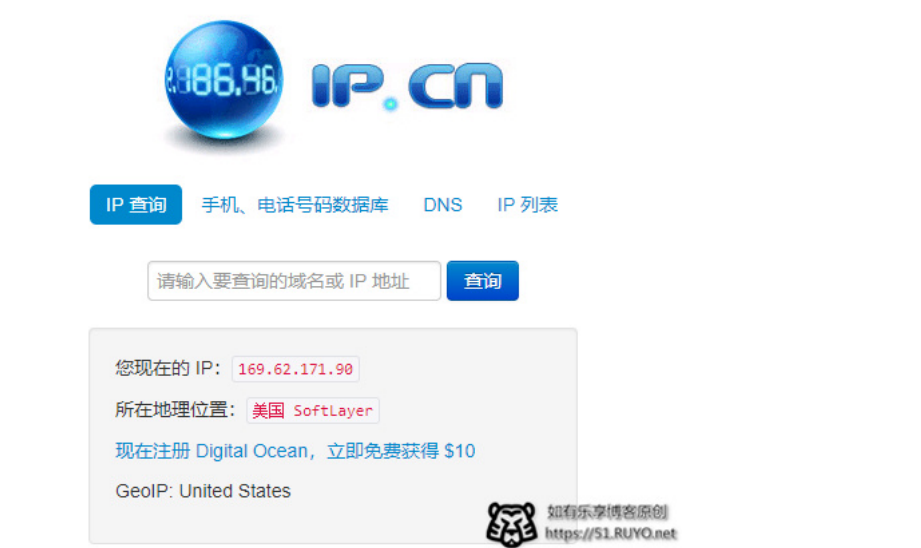 .186.96.
IP.CN
IP 查询 手机、电话号码数据库 DNS IP 列表
请输入要查询的域名或 IP 地址 查询
您现在的 IP： 169.62.171.90
所在地理位置： 美国 SoftLayer
现在注册 Digital Ocean，立即免费获得 $10
GeoIP: United States
如有乐享博客原创
https://51.RUYO.net